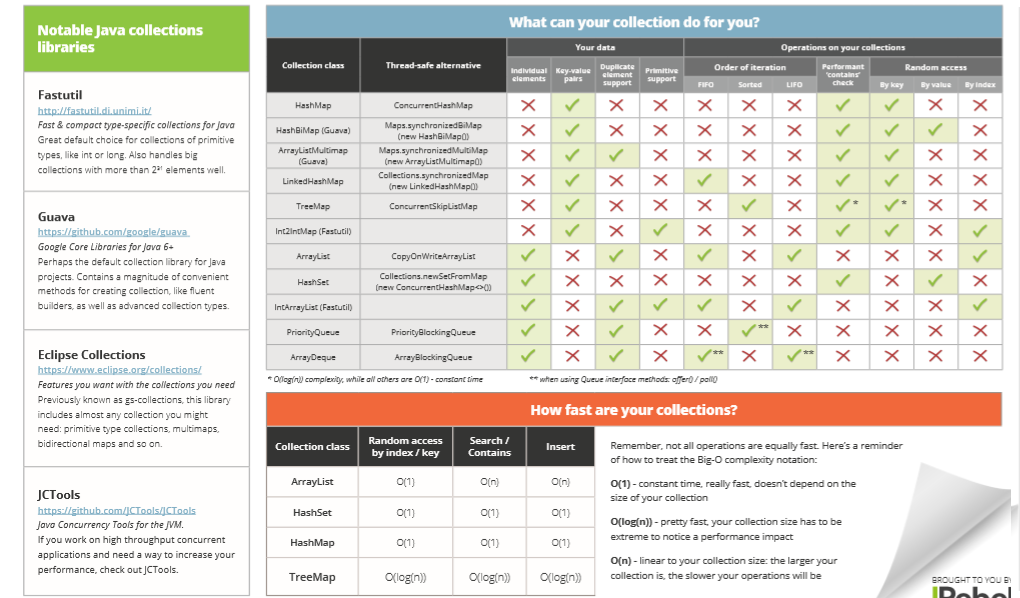 Notable Java collections
libraries
Fastutil
http://fastutil.di.unimi.it/
Fast & compact type-specific collections for Java
Great default choice for collections of primitive
types, like int or long. Also handles big
collections with more than 2³¹ elements well.
Guava
https://github.com/google/guava
Google Core Libraries for Java 6+
Perhaps the default collection library for Java
projects. Contains a magnitude of convenient
methods for creating collection, like fluent
builders, as well as advanced collection types.
Eclipse Collections
https://www.eclipse.org/collections/
Features you want with the collections you need
Previously known as gs-collections, this library
includes almost any collection you might
need: primitive type collections, multimaps,
bidirectional maps and so on.
JCTools
https://github.com/JCTools/JCTools
Java Concurrency Tools for the JVM.
If you work on high throughput concurrent
applications and need a way to increase your
performance, check out JCTools.
What can your collection do for you?
Collection class
Thread-safe alternative
Your data
Operations on your collections
Individual
elements
Key-value
pairs
Duplicate
element
support
Primitive
support
Order of iteration
FIFO
Sorted
LIFO
Performant
'contains'
check
Random access
By key
By value
By index
HashMap ConcurrentHashMap ✗ ✓ ✗ ✗ ✗ ✗ ✗ ✓ ✓ ✗ ✗
HashBiMap (Guava) Maps.synchronizedBiMap
(new HashBiMap()) ✗ ✓ ✗ ✗ ✗ ✗ ✗ ✓ ✓ ✓ ✗
ArrayListMultimap
(Guava) Maps.synchronizedMultiMap
(new ArrayListMultimap()) ✗ ✓ ✓ ✗ ✗ ✗ ✗ ✓ ✓ ✗ ✗
LinkedHashMap Collections.synchronizedMap
(new LinkedHashMap()) ✗ ✓ ✗ ✗ ✓ ✗ ✗ ✓ ✓ ✗ ✗
TreeMap ConcurrentSkipListMap ✗ ✓ ✗ ✗ ✗ ✓ ✗ ✓* ✓* ✗ ✗
Int2IntMap (Fastutil) ✗ ✓ ✗ ✓ ✗ ✗ ✗ ✓ ✓ ✗ ✓
ArrayList CopyOnWriteArrayList ✓ ✗ ✓ ✗ ✓ ✗ ✓ ✗ ✗ ✗ ✓
HashSet Collections.newSetFromMap
(new ConcurrentHashMap<>()) ✓ ✗ ✗ ✗ ✗ ✗ ✗ ✓ ✗ ✓ ✗
IntArrayList (Fastutil) ✓ ✗ ✓ ✓ ✓ ✗ ✓ ✗ ✗ ✗ ✓
PriorityQueue PriorityBlockingQueue ✓ ✗ ✓ ✗ ✗ ✓** ✗ ✗ ✗ ✗ ✗
ArrayDeque ArrayBlockingQueue ✓ ✗ ✓ ✗ ✓** ✗ ✓** ✗ ✗ ✗ ✗
* O(log(n)) complexity, while all others are O(1) - constant time ** when using Queue interface methods: offer() / poll()
How fast are your collections?
Collection class
Random access
by index / key
Search /
Contains
Insert
ArrayList O(1) O(n) O(n)
HashSet O(1) O(1) O(1)
HashMap O(1) O(1) O(1)
TreeMap O(log(n)) O(log(n)) O(log(n))
Remember, not all operations are equally fast. Here's a reminder
of how to treat the Big-O complexity notation:
O(1) - constant time, really fast, doesn't depend on the
size of your collection
O(log(n)) - pretty fast, your collection size has to be
extreme to notice a performance impact
O(n) - linear to your collection size: the larger your
collection is, the slower your operations will be
BROUGHT TO YOU BY